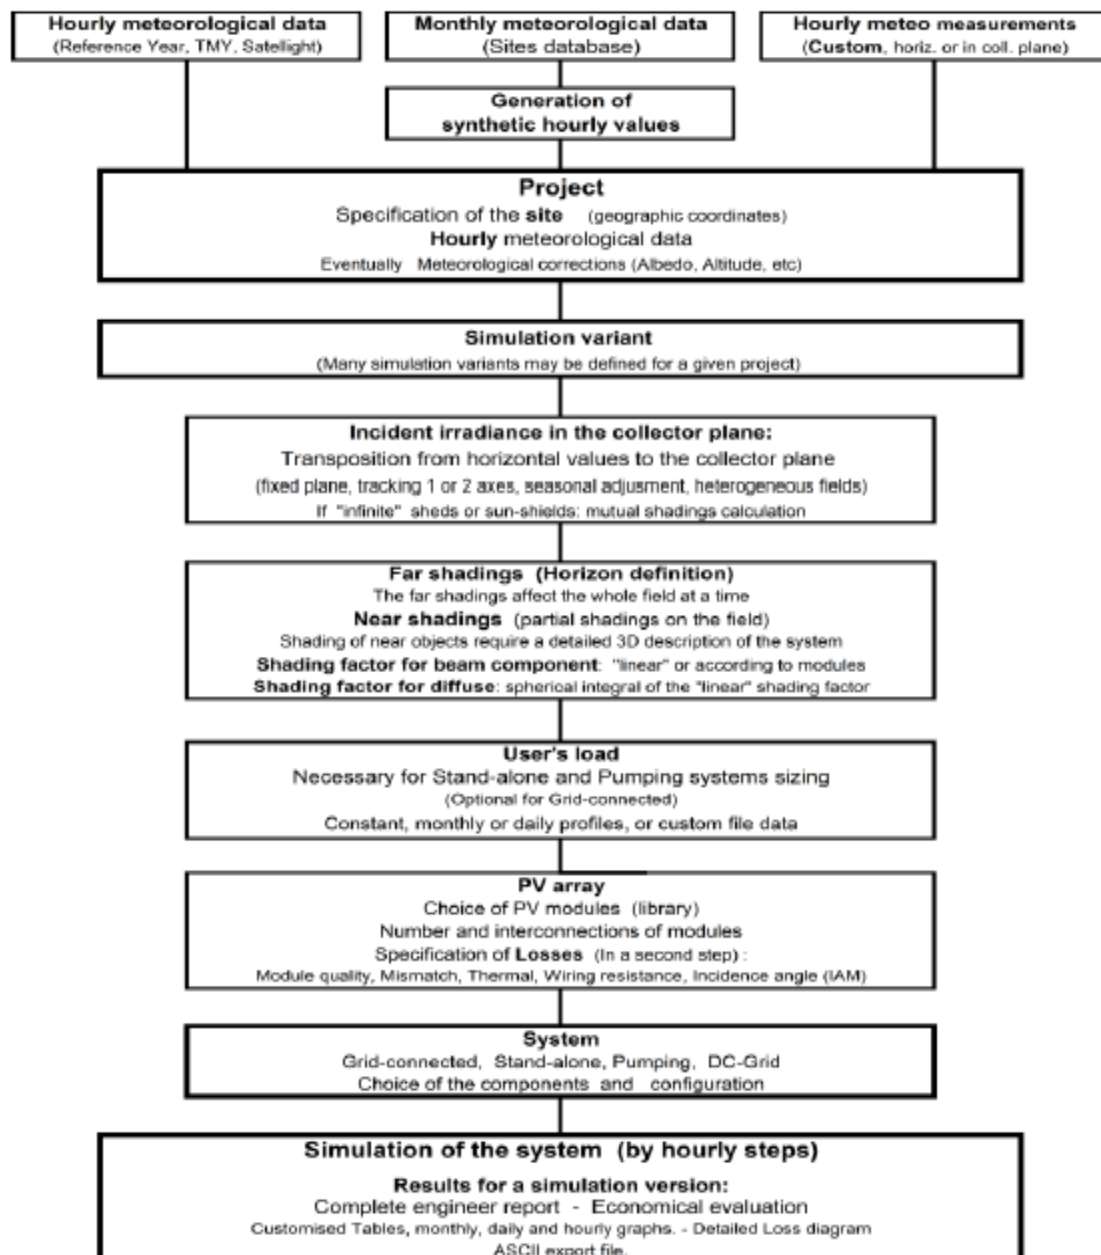 Hourly meteorological data
(Reference Year, TMY, Satellight)
Monthly meteorological data
(Sites database)
Hourly meteo measurements
(Custom, horiz. or in coll. plane)
Generation of
synthetic hourly values
Project
Specification of the site (geographic coordinates)
Hourly meteorological data
Eventually Meteorological corrections (Albedo, Altitude, etc)
Simulation variant
(Many simulation variants may be defined for a given project)
Incident irradiance in the collector plane:
Transposition from horizontal values to the collector plane
(fixed plane, tracking 1 or 2 axes, seasonal adjusment, heterogeneous fields)
If "infinite" sheds or sun-shields: mutual shadings calculation
Far shadings (Horizon definition)
The far shadings affect the whole field at a time
Near shadings (partial shadings on the field)
Shading of near objects require a detailed 3D description of the system
Shading factor for beam component: "linear" or according to modules
Shading factor for diffuse: spherical integral of the "linear" shading factor
User's load
Necessary for Stand-alone and Pumping systems sizing
(Optional for Grid-connected)
Constant, monthly or daily profiles, or custom file data
PV array
Choice of PV modules (library)
Number and interconnections of modules
Specification of Losses (In a second step) :
Module quality, Mismatch, Thermal, Wiring resistance, Incidence angle (IAM)
System
Grid-connected, Stand-alone, Pumping, DC-Grid
Choice of the components and configuration
Simulation of the system (by hourly steps)
Results for a simulation version:
Complete engineer report - Economical evaluation
Customised Tables, monthly, daily and hourly graphs. - Detailed Loss diagram
ASCII export file.